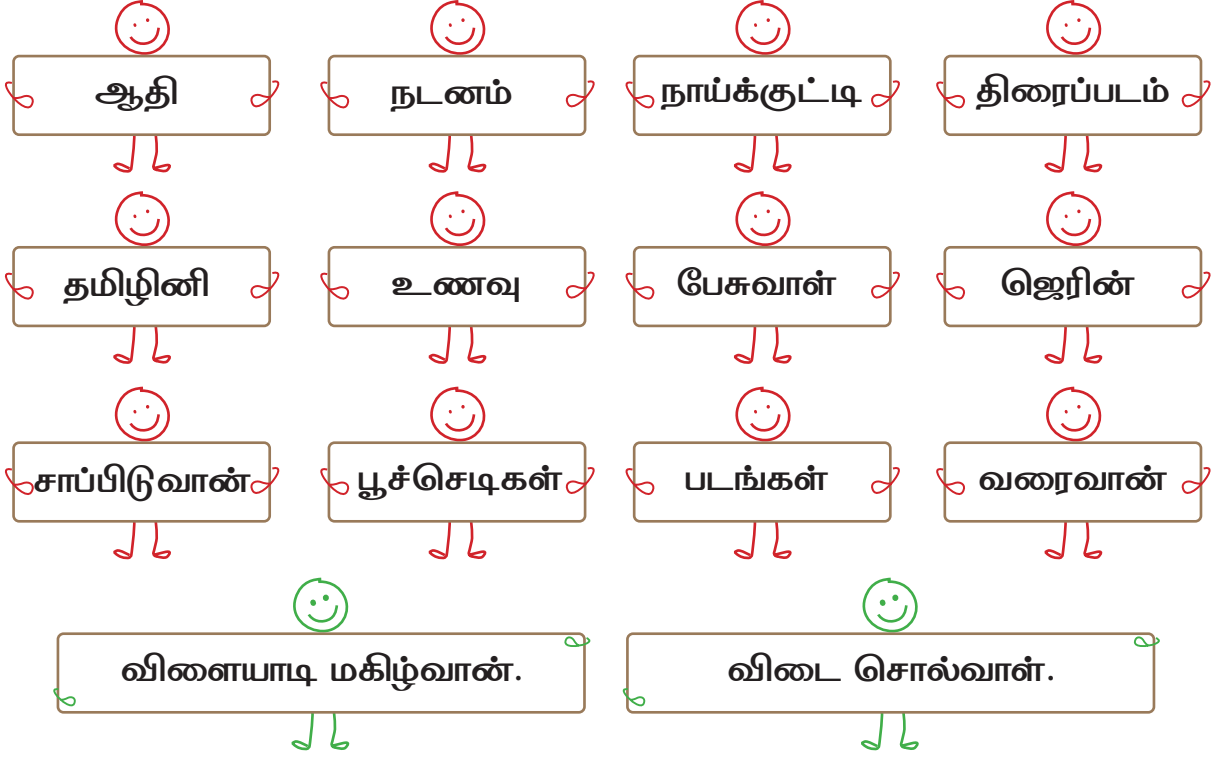 ஆதி
நடனம்
நாய்க்குட்டி
திரைப்படம்
தமிழினி
உணவு
பேசுவாள்
ஜெரின்
சாப்பிடுவான்
பூச்செடிகள்
படங்கள்
வரைவான்
விளையாடி மகிழ்வான்.
விடை சொல்வாள்.